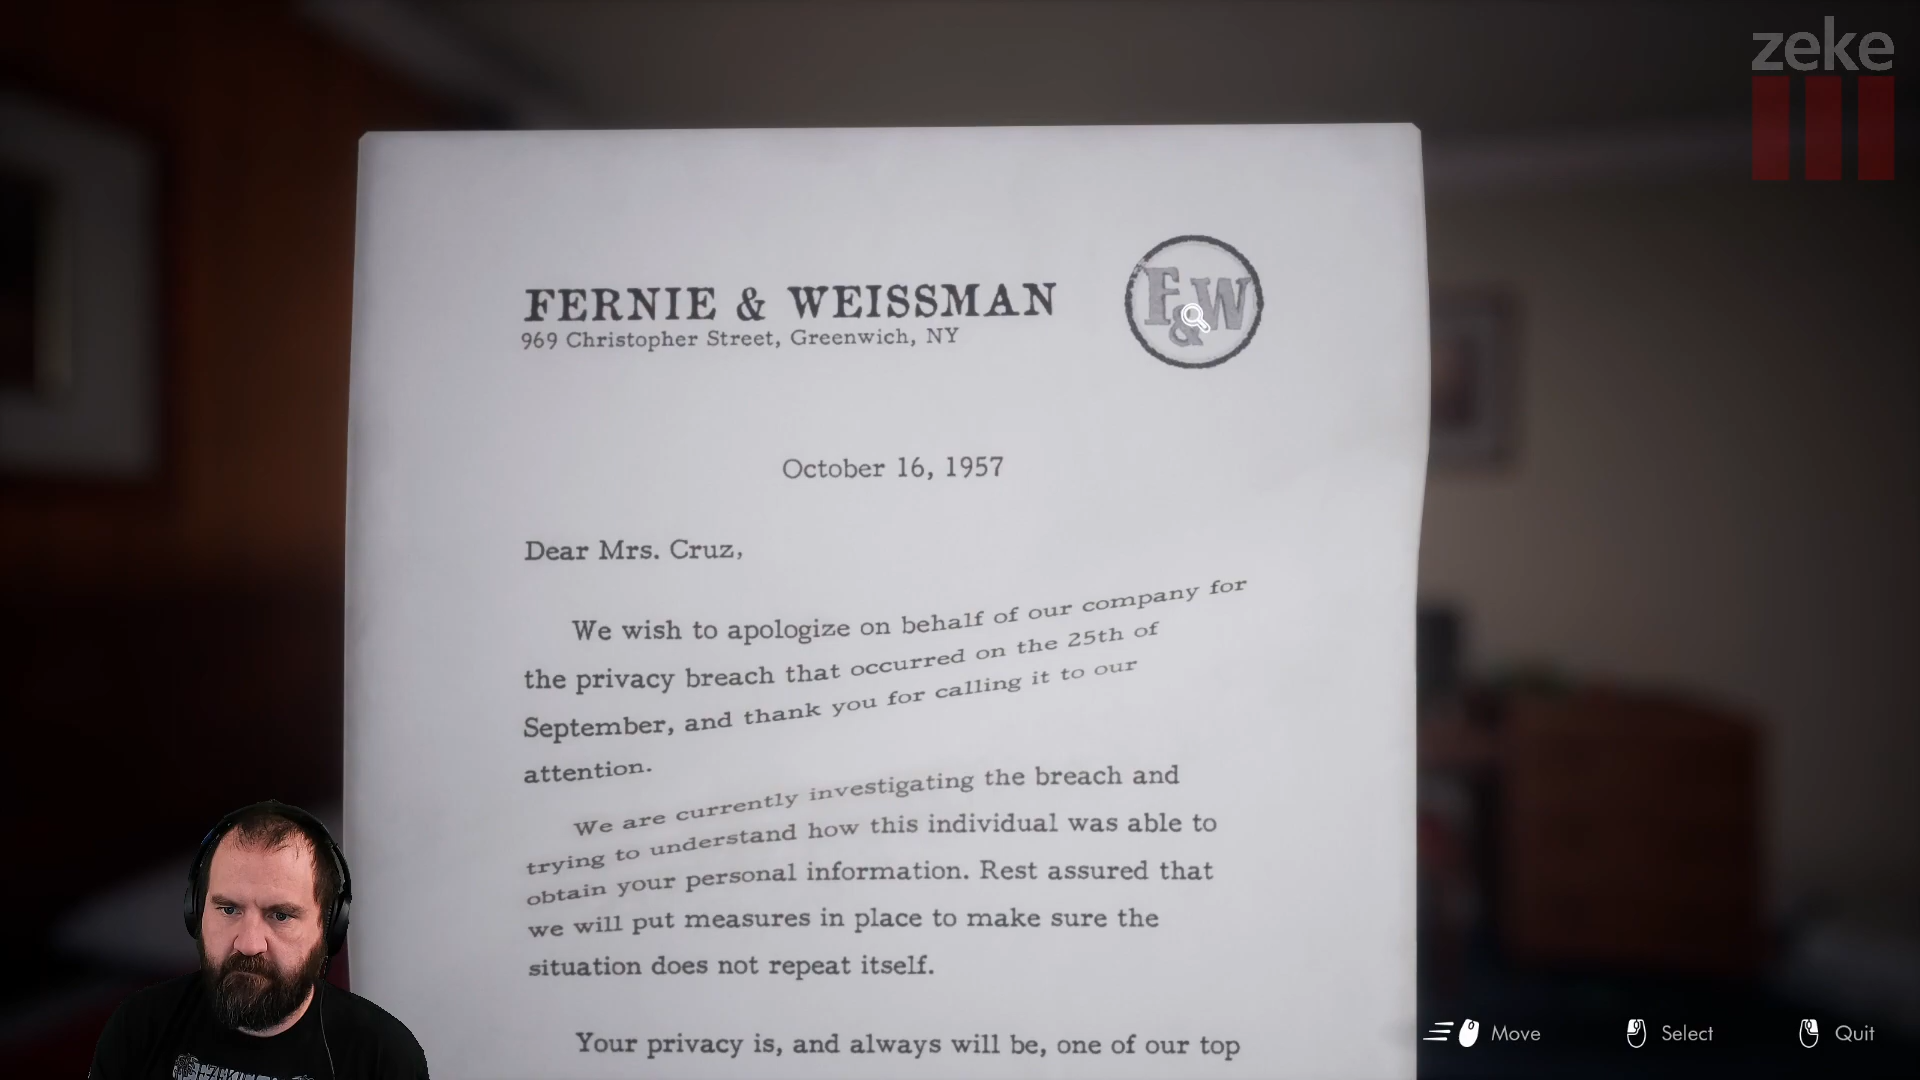 zeke
FERNIE & WEISSMAN
969 Christopher Street, Greenwich, NY
F&W
October 16, 1957
Dear Mrs. Cruz,
We wish to apologize on behalf of our company for
the privacy breach that occurred on the 25th of
September, and thank you for calling it to our
attention.
We are currently investigating the breach and
trying to understand how this individual was able to
obtain your personal information. Rest assured that
we will put measures in place to make sure the
situation does not repeat itself.
Your privacy is, and always will be, one of our top
Move
Select
Quit